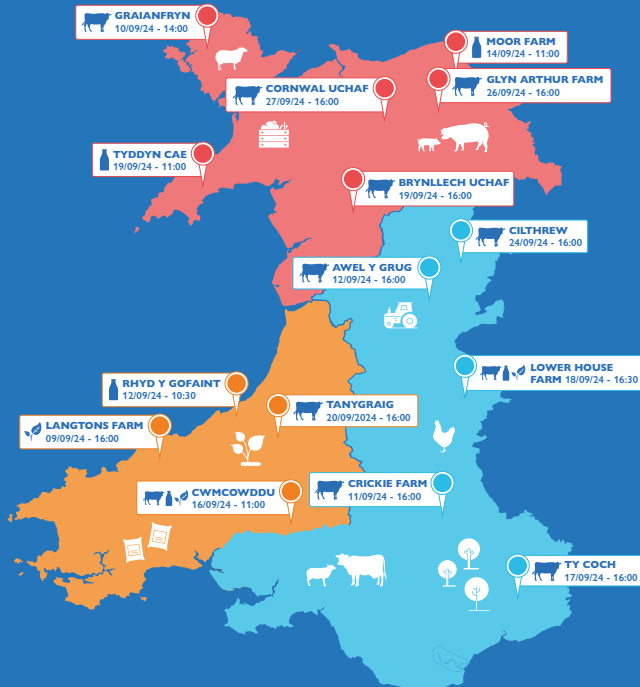 GRAIANFRYN
10/09/24 - 14:00
MOOR FARM
14/09/24 - 11:00
GLYN ARTHUR FARM
26/09/24 - 16:00
CORNWAL UCHAF
27/09/24 - 16:00
TYDDYN CAE
19/09/24 - 11:00
BRYNLLECH UCHAF
19/09/24 - 16:00
CILTHREW
24/09/24 - 16:00
AWEL Y GRUG
12/09/24 - 16:00
LOWER HOUSE
FARM 18/09/24 - 16:30
RHYD Y GOFAINT
12/09/24 - 10:30
TANYGRAIG
20/09/2024 - 16:00
LANGTONS FARM
09/09/24 - 16:00
CRICKIE FARM
11/09/24 - 16:00
CWMCOWDDU
16/09/24 - 11:00
TY COCH
17/09/24 - 16:00